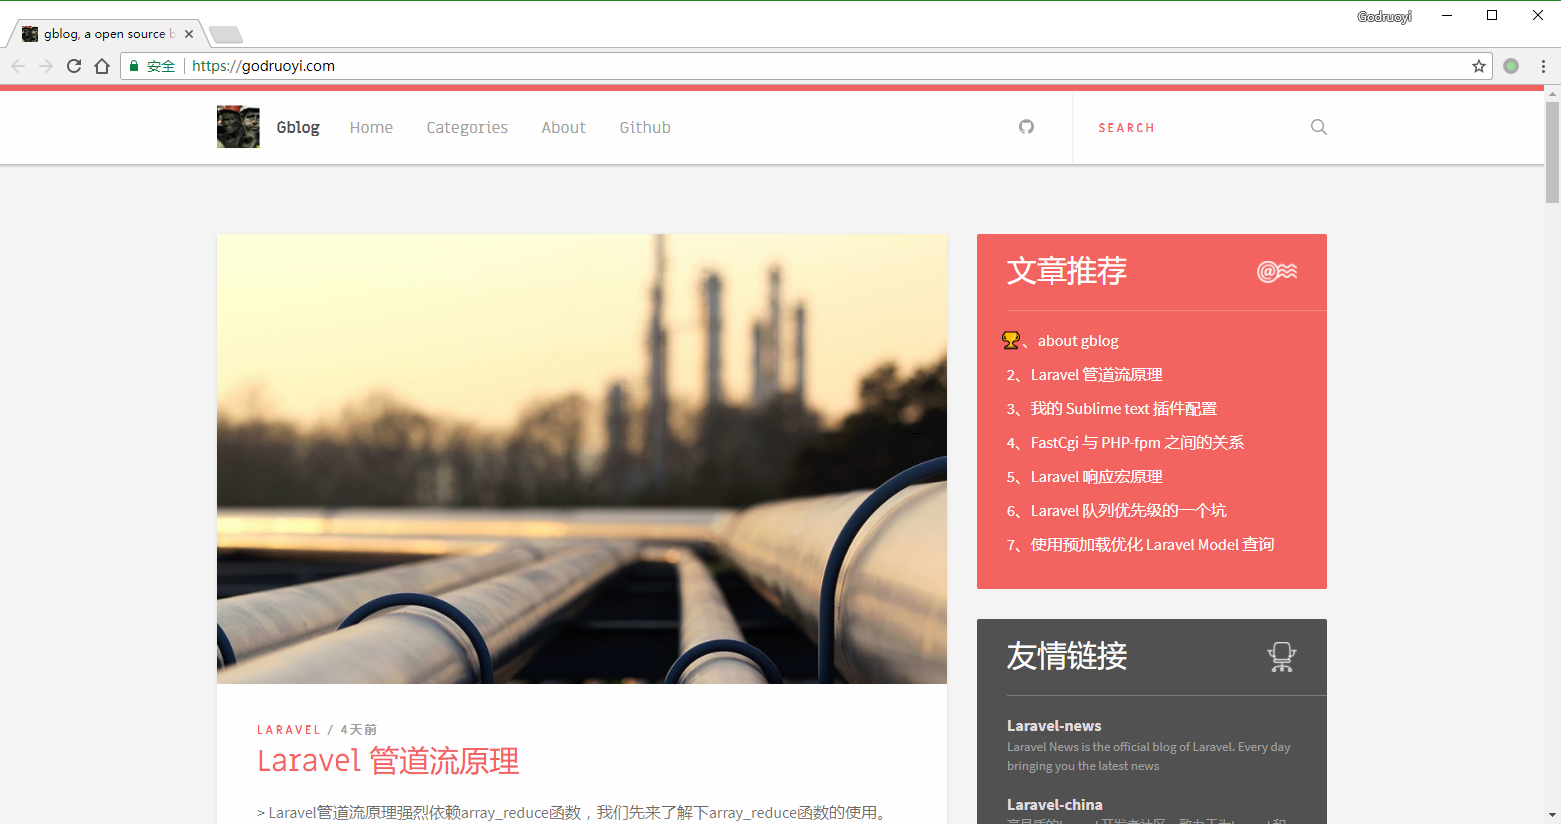 Godruoyi
gblog, a open source b
安全 https://godruoyi.com
Gblog Home Categories About Github SEARCH
文章推荐
、about gblog
2、Laravel 管道流原理
3、我的 Sublime text 插件配置
4、FastCgi 与 PHP-fpm 之间的关系
5、Laravel 响应宏原理
6、Laravel 队列优先级的一个坑
7、使用预加载优化 Laravel Model 查询
友情链接
Laravel-news
Laravel News is the official blog of Laravel. Every day
bringing you the latest news
Laravel-china
LARAVEL / 4天前
Laravel 管道流原理
> Laravel管道流原理强烈依赖array_reduce函数，我们先来了解下array_reduce函数的使用。